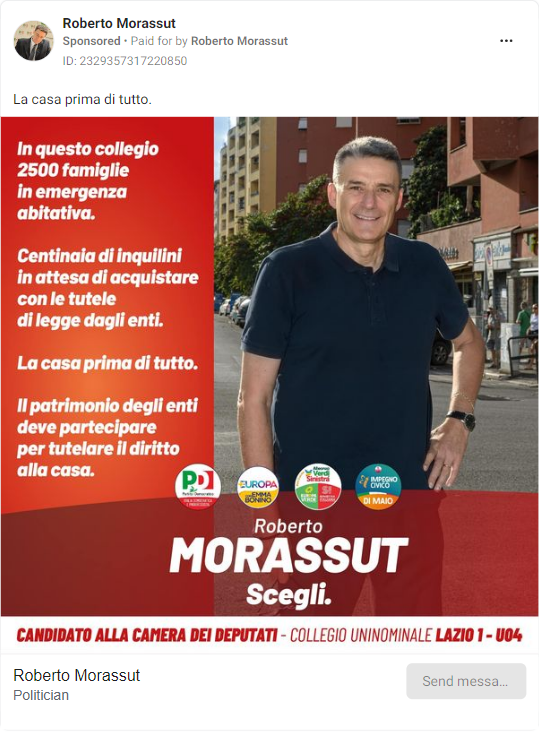 Roberto Morassut
Sponsored • Paid for by Roberto Morassut
ID: 2329357317220850
La casa prima di tutto.
In questo collegio
2500 famiglie
in emergenza
abitativa.
Centinaia di inquilini
in attesa di acquistare
con le tutele
di legge dagli enti.
La casa prima di tutto.
Il patrimonio degli enti
deve partecipare
per tutelare il diritto
alla casa.
PD
Partito Democratico
EUROPA
EMMA
BONINO
Alleanza
Verdi
Sinistra
EUROPA
VERDE
SI
IMPEGNO
CIVICO
DI MAIO
Roberto
MORASSUT
Scegli.
CANDIDATO ALLA CAMERA DEI DEPUTATI - COLLEGIO UNINOMINALE LAZIO 1 - U04
Roberto Morassut
Politician
Send messa...